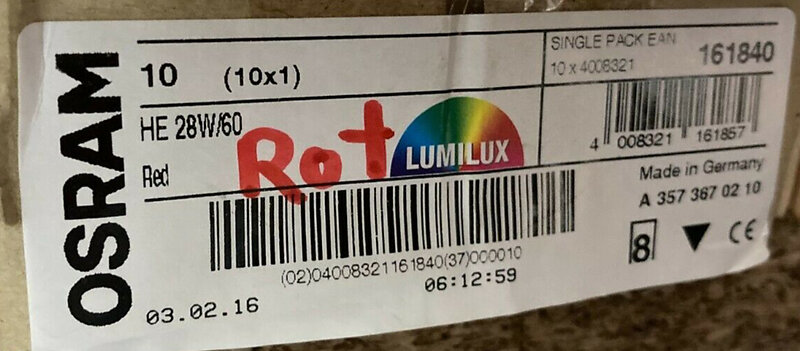 OSRAM
10 (10x1)
SINGLE PACK EAN
10 x 4008321 161840
HE 28W/60
Red
Rot
LUMILUX
4 008321 161857
Made in Germany
A 357 367 02 10
(02)04008321161840(37)000010
8
CE
03.02.16 06:12:59